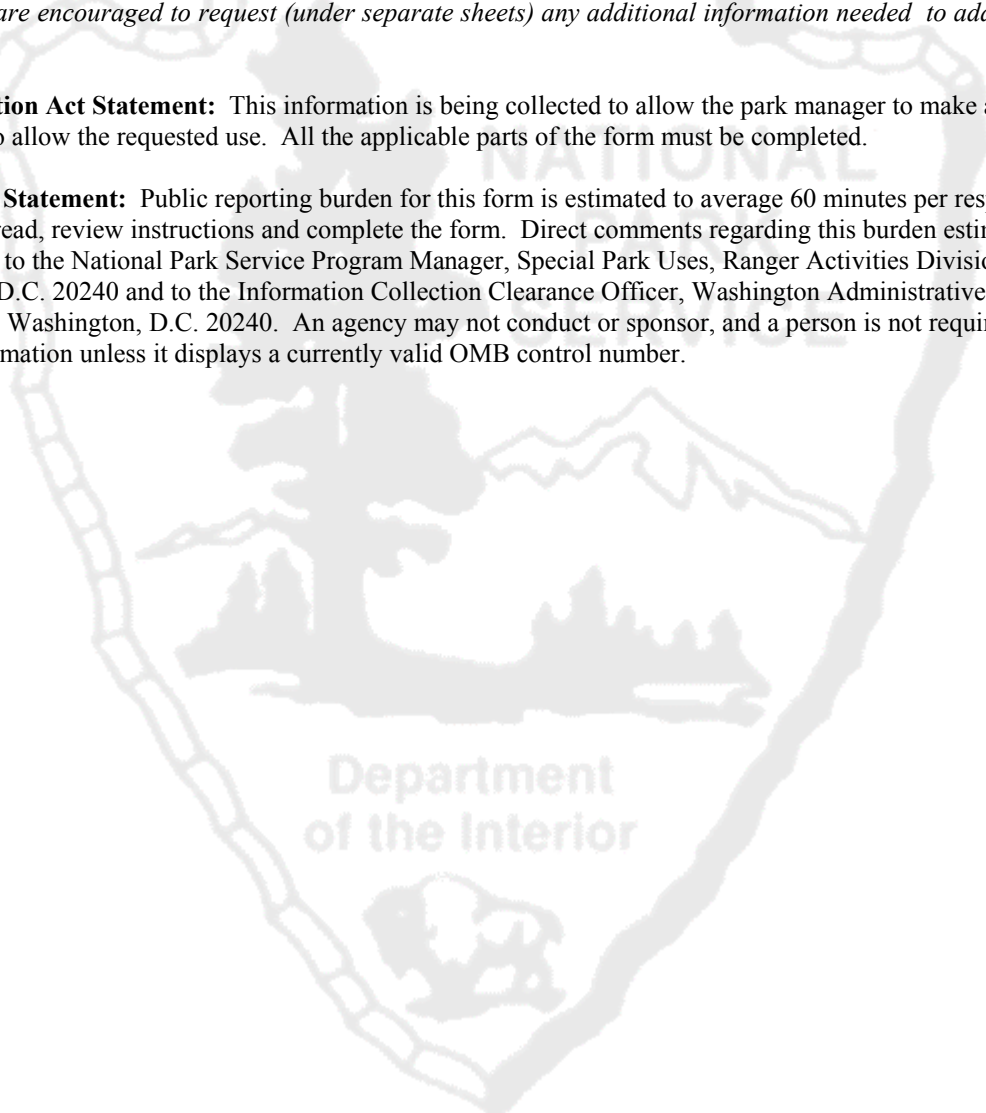 are encouraged to request (under separate sheets) any additional information needed to
tion Act Statement: This information is being collected to allow the park manager to make
o allow the requested use. All the applicable parts of the form must be completed.
Statement: Public reporting burden for this form is estimated to average 60 minutes per
read, review instructions and complete the form. Direct comments regarding this burden
to the National Park Service Program Manager, Special Park Uses, Ranger Activities
D.C. 20240 and to the Information Collection Clearance Officer, Washington Administrative
Washington, D.C. 20240. An agency may not conduct or sponsor, and a person is not
mation unless it displays a currently valid OMB control number.
NATIONAL
PARK
SERVICE
Department
of the Interior